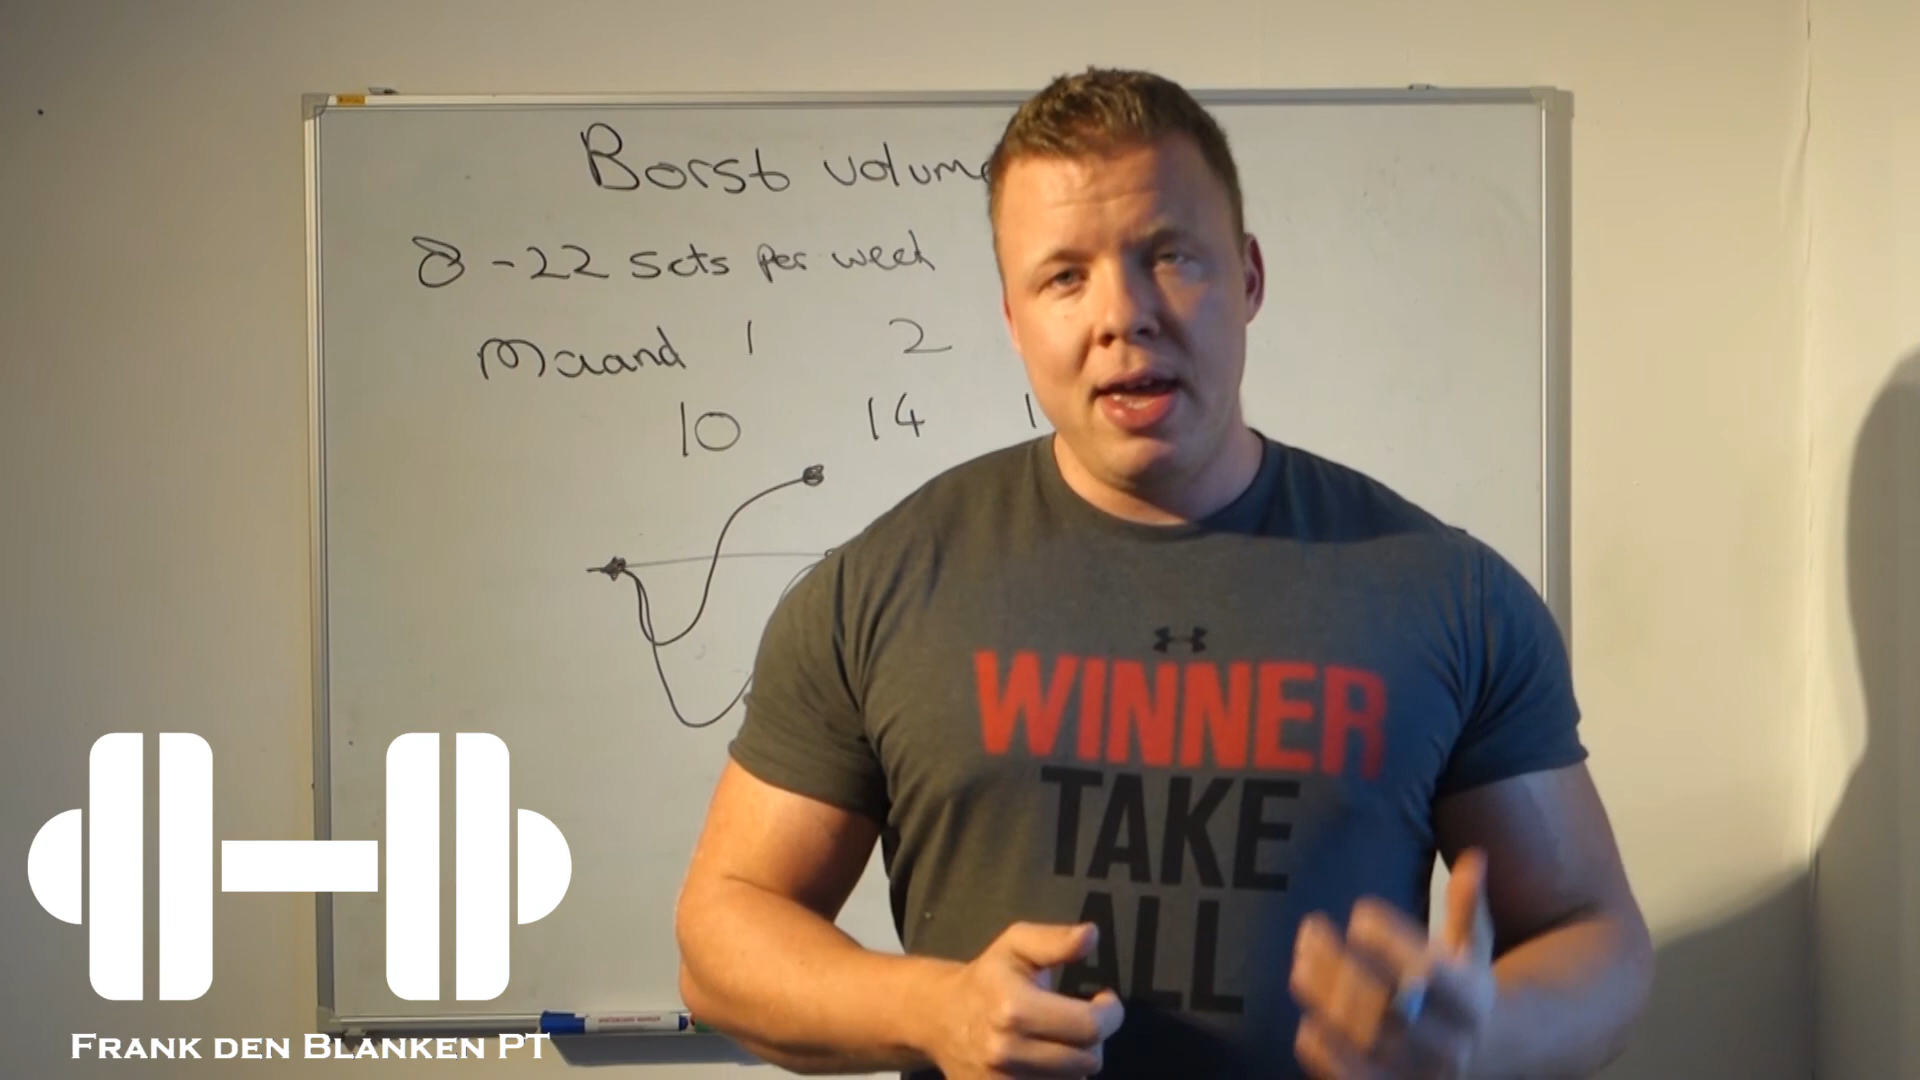 Borst volume
8-22 sets per week
Maand 1 2
10 14 1
WINNER
TAKE
ALL
FRANK DEN BLANKEN PT